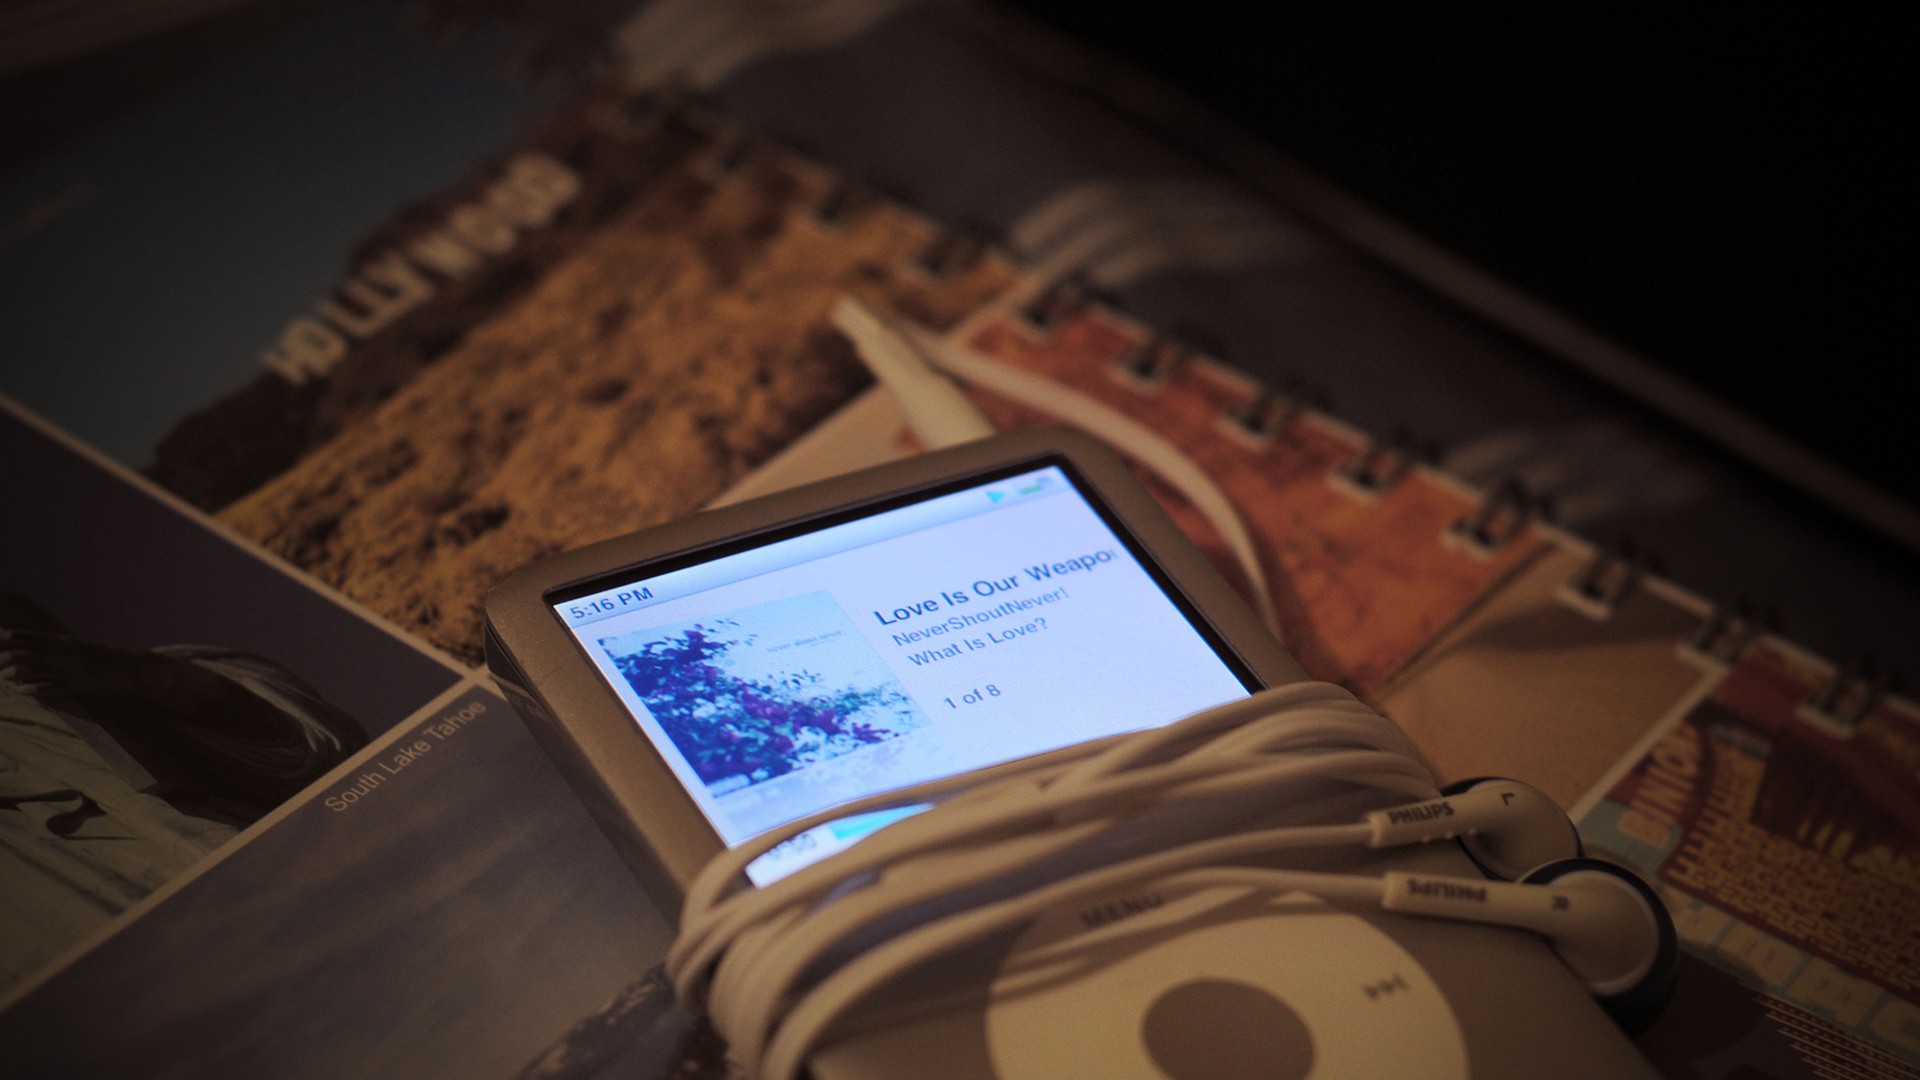 HOLLYWOOD
5:16 PM
Love Is Our Weapo
NeverShoutNever!
What Is Love?
1 of 8
South Lake Tahoe
PHILIPS L
PHILIPS R
MENU